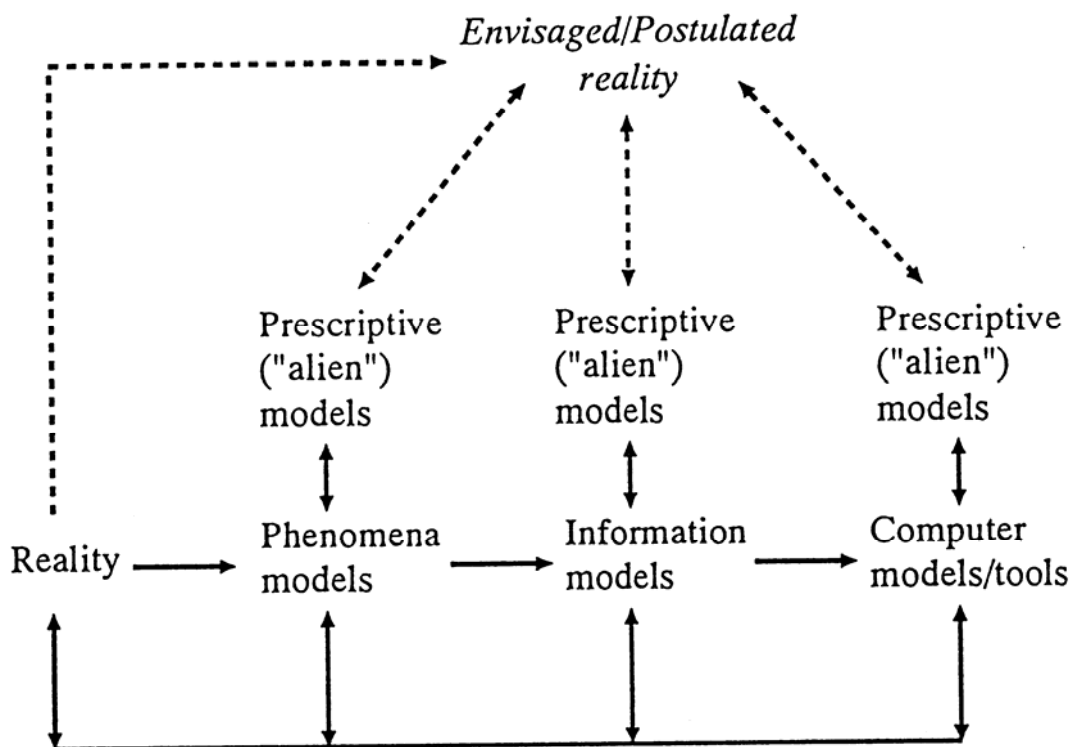 Envisaged/Postulated
reality
Prescriptive
("alien")
models
Prescriptive
("alien")
models
Prescriptive
("alien")
models
Reality
Phenomena
models
Information
models
Computer
models/tools